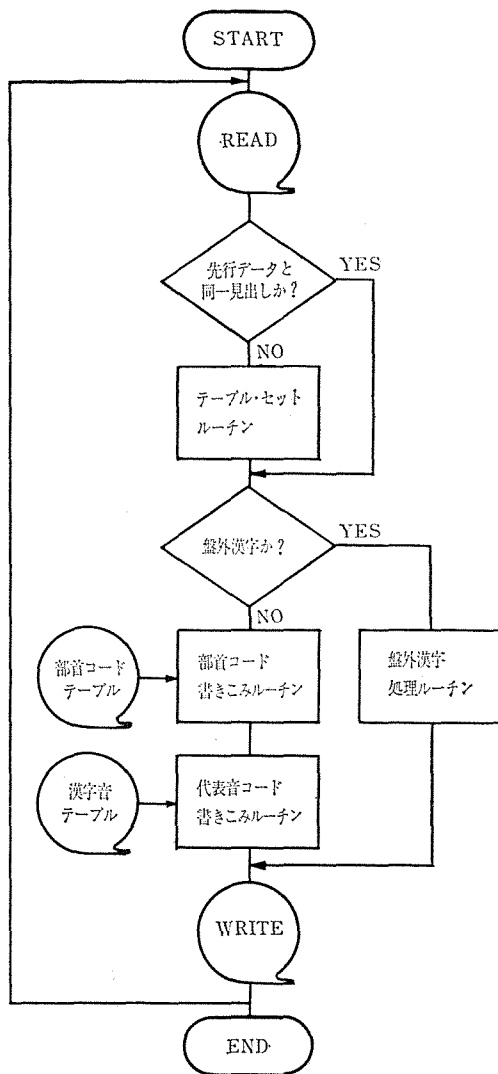 START
READ
先行データと
同一見出しか？
YES
NO
テーブル・セット
ルーチン
盤外漢字か？
YES
NO
部首コード
テーブル
部首コード
書きこみルーチン
盤外漢字
処理ルーチン
漢字音
テーブル
代表音コード
書きこみルーチン
WRITE
END